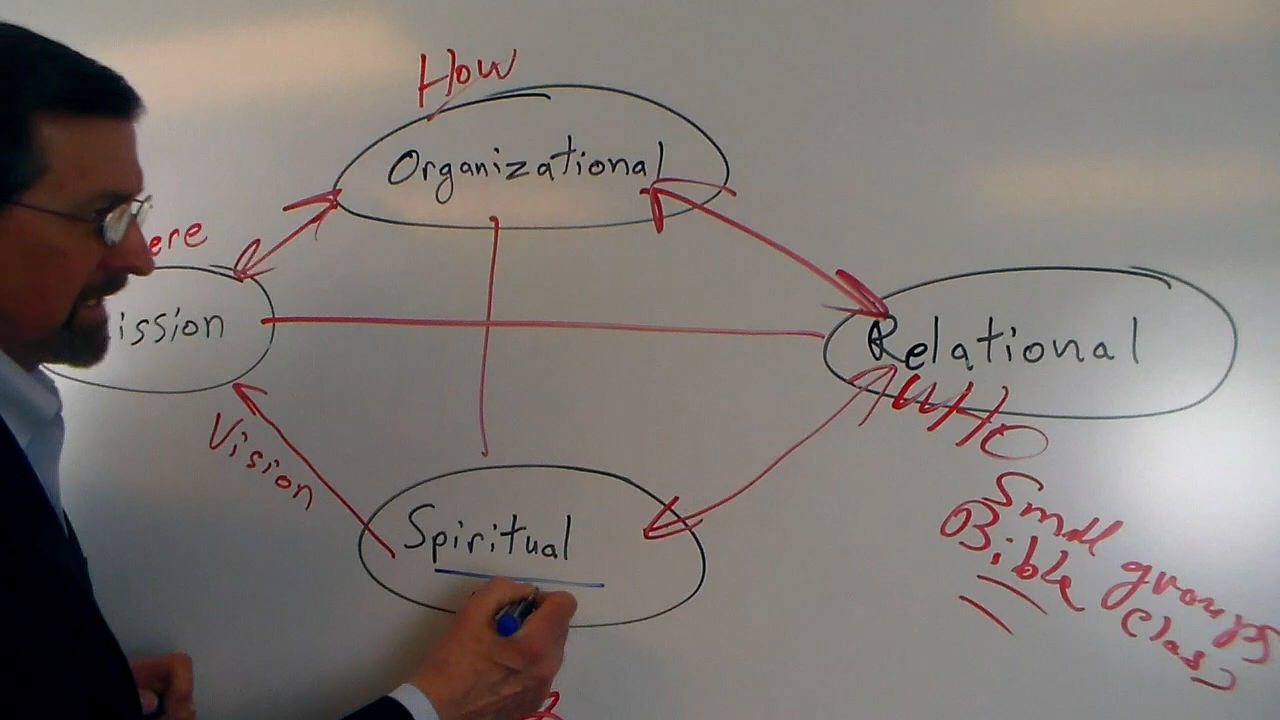 How
Organizational
ere
ission
Relational
WHO
Vision
Spiritual
Small groups
Bible Class